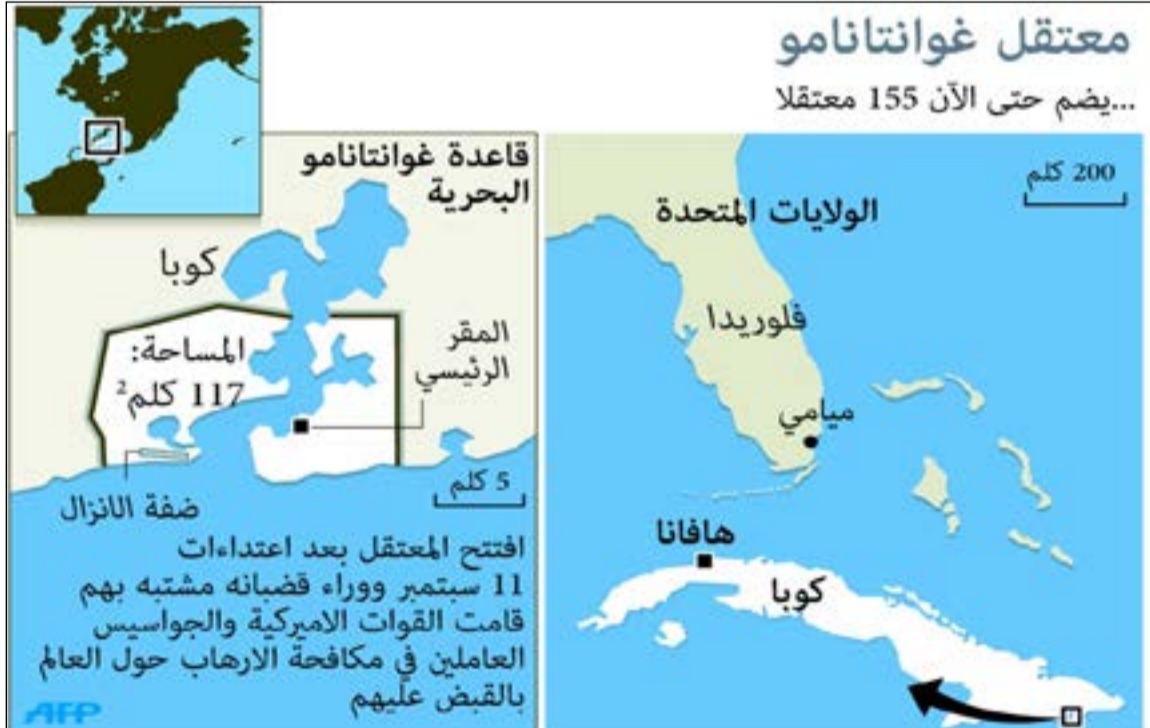 معتقل غوانتانامو
...يضم حتى الآن 155 معتقلا
200 كلم
الولايات المتحدة
فلوريدا
ميامي
هافانا
كوبا
قاعدة غوانتانامو
البحرية
كوبا
المقر
الرئيسي
المساحة:
117 كلم²
ضفة الانزال
5 كلم
افتتح المعتقل بعد اعتداءات
11 سبتمبر ووراء قضبانه مشتبه بهم
قامت القوات الاميركية والجواسيس
العاملين في مكافحة الارهاب حول العالم
بالقبض عليهم
AFP